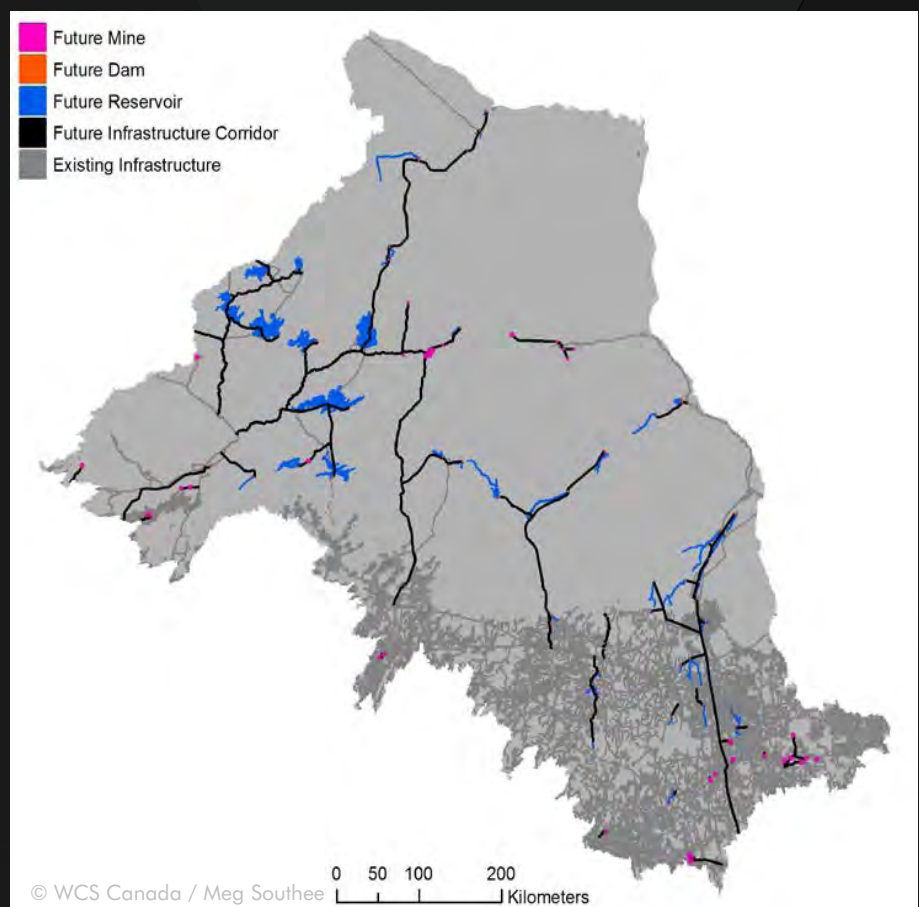 Future Mine
Future Dam
Future Reservoir
Future Infrastructure Corridor
Existing Infrastructure
0 50 100 200
Kilometers
© WCS Canada / Meg Southee